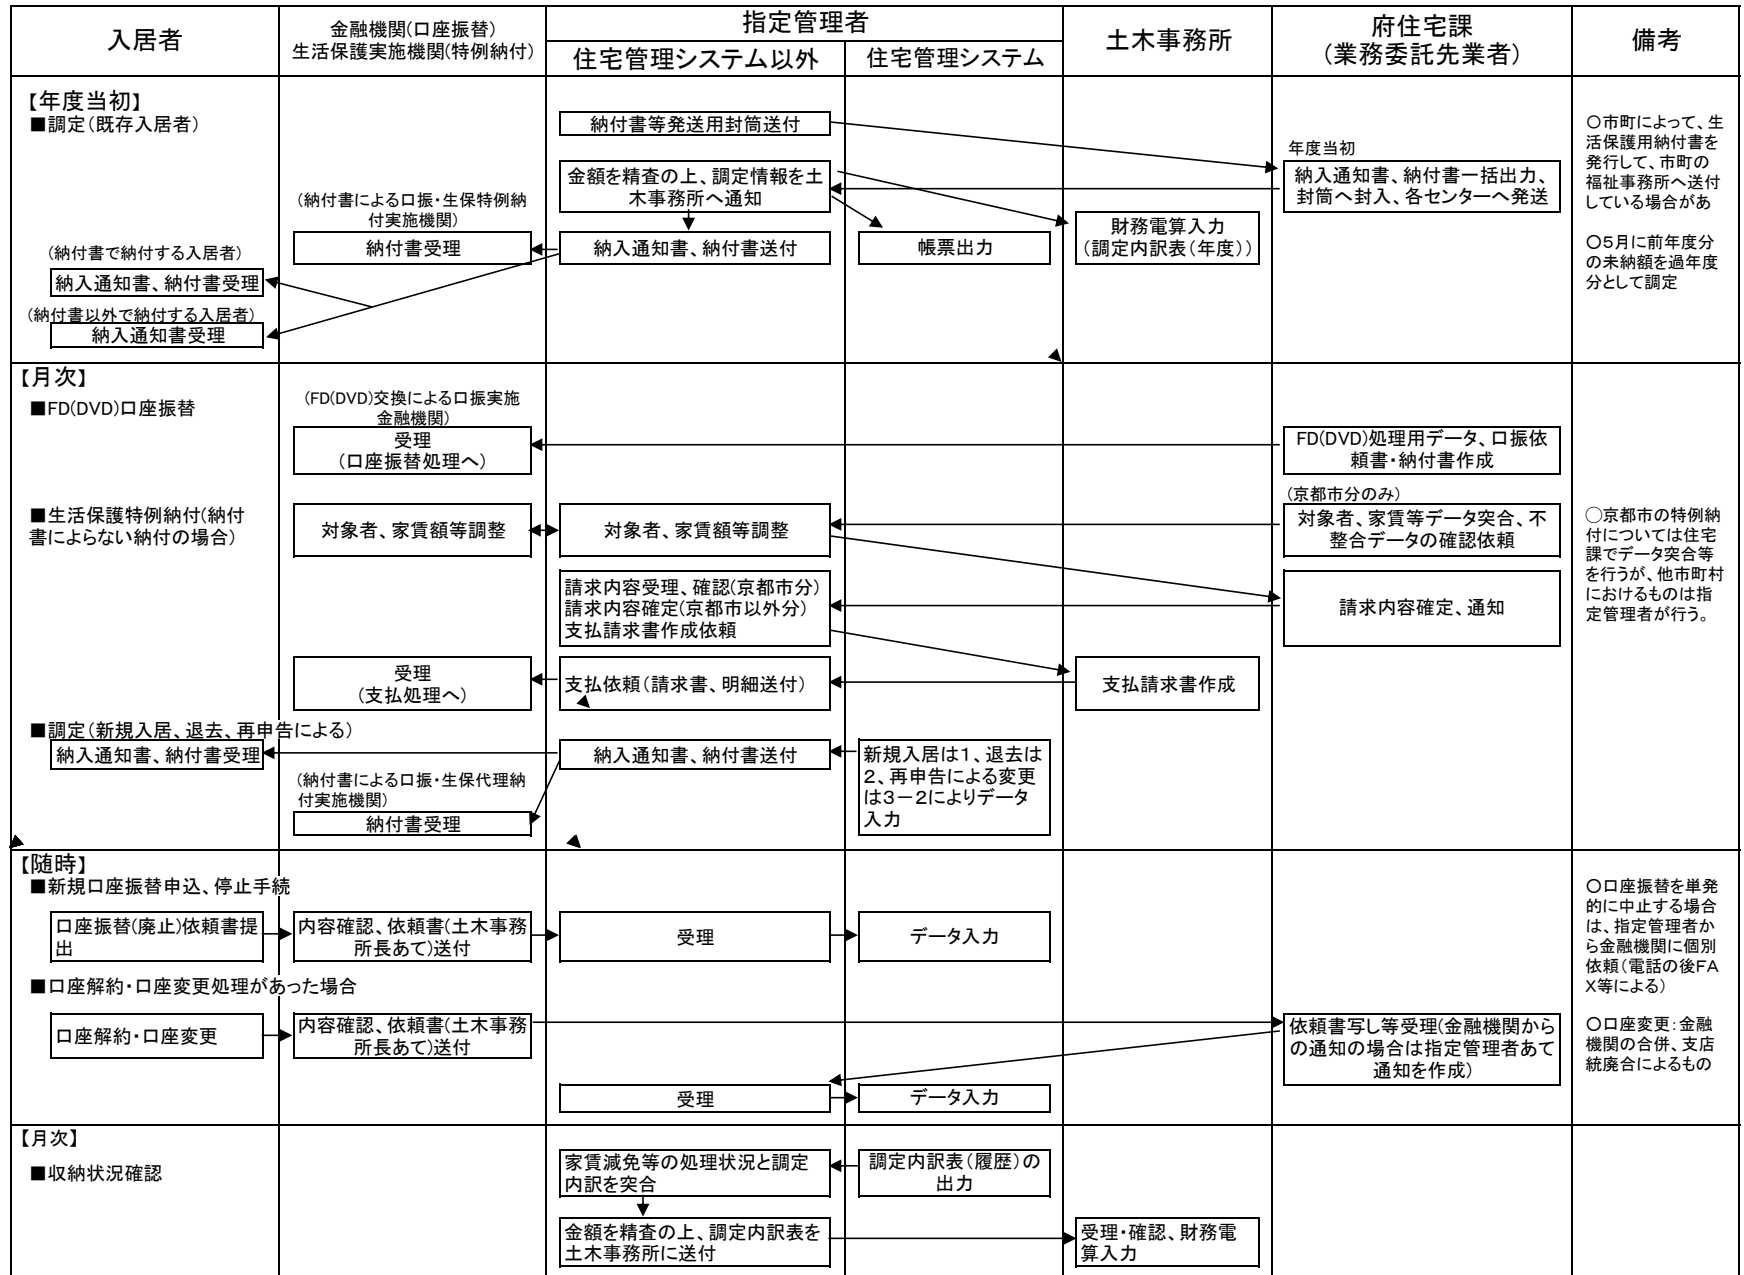 入居者
金融機関(口座振替)
生活保護実施機関(特例納付)
指定管理者
住宅管理システム以外
住宅管理システム
土木事務所
府住宅課
(業務委託先業者)
備考
【年度当初】
■調定(既存入居者)
納付書等発送用封筒送付
年度当初
納入通知書、納付書一括出力、
封筒へ封入、各センターへ発送
金額を精査の上、調定情報を土
木事務所へ通知
(納付書による口振・生保特例納
付実施機関)
納付書受理
納入通知書、納付書送付
帳票出力
財務電算入力
(調定内訳表(年度))
(納付書で納付する入居者)
納入通知書、納付書受理
(納付書以外で納付する入居者)
納入通知書受理
○市町によって、生
活保護用納付書を
発行して、市町の
福祉事務所へ送付
している場合があ
○5月に前年度分
の未納額を過年度
分として調定
【月次】
■FD(DVD)口座振替
(FD(DVD)交換による口振実施
金融機関)
受理
(口座振替処理へ)
FD(DVD)処理用データ、口振依
頼書・納付書作成
■生活保護特例納付(納付
書によらない納付の場合)
対象者、家賃額等調整
対象者、家賃額等調整
(京都市分のみ)
対象者、家賃等データ突合、不
整合データの確認依頼
請求内容受理、確認(京都市分)
請求内容確定(京都市以外分)
支払請求書作成依頼
請求内容確定、通知
受理
(支払処理へ)
支払依頼(請求書、明細送付)
支払請求書作成
○京都市の特例納
付については住宅
課でデータ突合等
を行うが、他市町村
におけるものは指
定管理者が行う。
■調定(新規入居、退去、再申告による)
納入通知書、納付書受理
納入通知書、納付書送付
新規入居は1、退去は
2、再申告による変更
は3-2によりデータ
入力
(納付書による口振・生保代理納
付実施機関)
納付書受理
【随時】
■新規口座振替申込、停止手続
口座振替(廃止)依頼書提
出
内容確認、依頼書(土木事務
所長あて)送付
受理
データ入力
■口座解約・口座変更処理があった場合
口座解約・口座変更
内容確認、依頼書(土木事務
所長あて)送付
依頼書写し等受理(金融機関から
の通知の場合は指定管理者あて
通知を作成)
受理
データ入力
○口座振替を単発
的に中止する場合
は、指定管理者か
ら金融機関に個別
依頼(電話の後FA
X等による)
○口座変更:金融
機関の合併、支店
統廃合によるもの
【月次】
■収納状況確認
家賃減免等の処理状況と調定
内訳を突合
調定内訳表(履歴)の
出力
金額を精査の上、調定内訳表を
土木事務所に送付
受理・確認、財務電
算入力